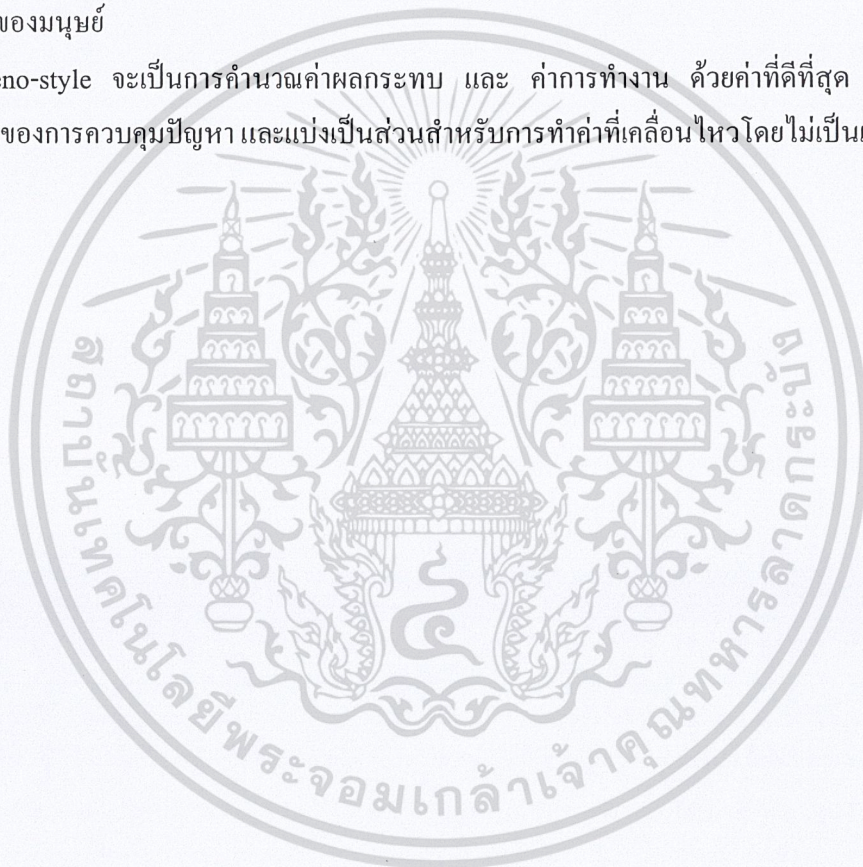 ของมนุษย์
eno-style จะเป็นการคำนวณค่าผลกระทบ และ ค่าการทำงาน ด้วยค่าที่ดีที่สุด
ของการควบคุมปัญหา และแบ่งเป็นส่วนสำหรับการทำค่าที่เคลื่อนไหวโดยไม่เป็น
สถาบันเทคโนโลยีพระจอมเกล้าเจ้าคุณทหารลาดกระบัง
๔